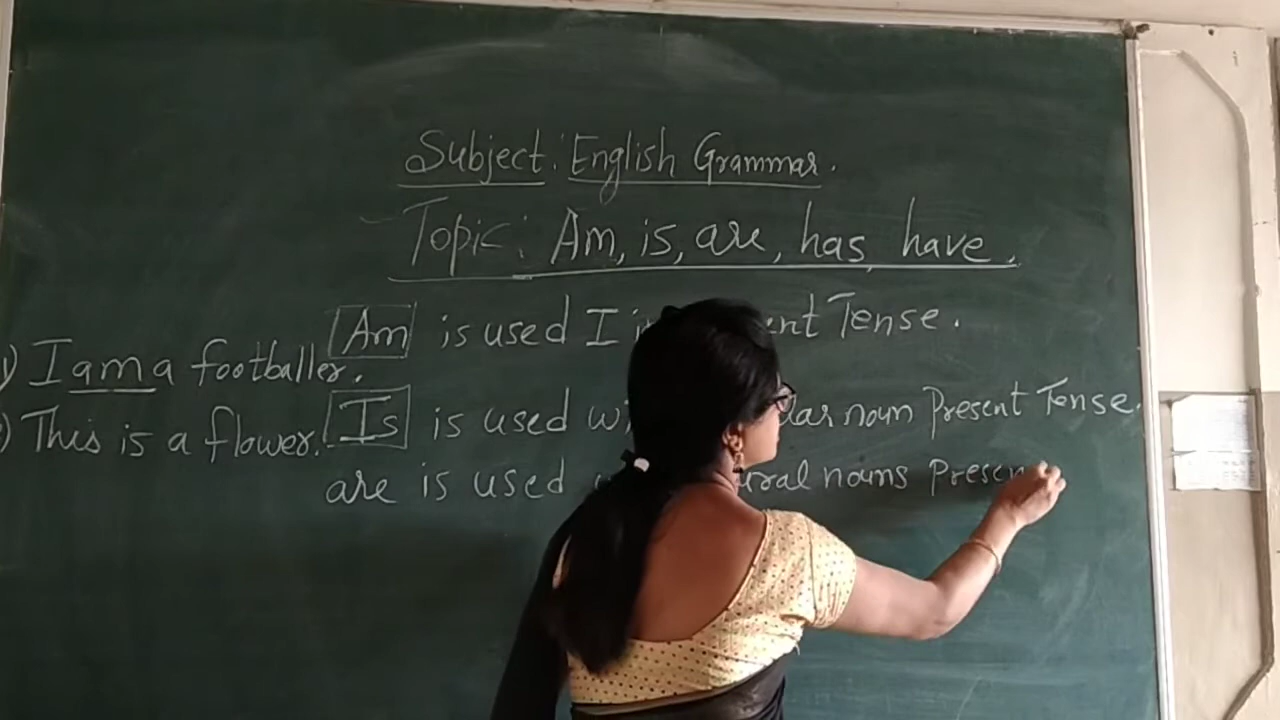 Subject: English Grammar.
Topic: Am, is, are, has, have.
Am is used I ent Tense.
1) I am a footballer.
Is is used noun Present Tense.
) This is a flower.
are is used nouns Presen